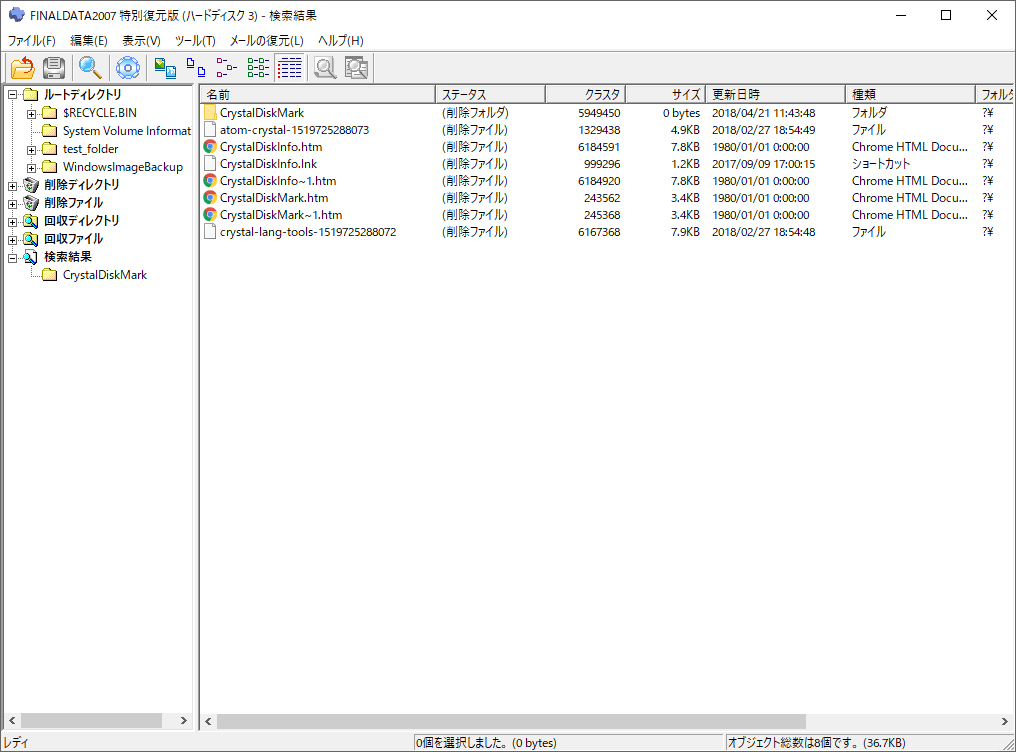 FINALDATA2007 特別復元版 (ハードディスク 3) - 検索結果
ファイル(F) 編集(E) 表示(V) ツール(T) メールの復元(L) ヘルプ(H)
ルートディレクトリ
$RECYCLE.BIN
System Volume Informat
test_folder
WindowsImageBackup
削除ディレクトリ
削除ファイル
回収ディレクトリ
回収ファイル
検索結果
CrystalDiskMark
名前 ステータス クラスタ サイズ 更新日時 種類 フォルダ
CrystalDiskMark (削除フォルダ) 5949450 0 bytes 2018/04/21 11:43:48 フォルダ ?¥
atom-crystal-1519725288073 (削除ファイル) 1329438 4.9KB 2018/02/27 18:54:49 ファイル ?¥
CrystalDiskInfo.htm (削除ファイル) 6184591 7.8KB 1980/01/01 0:00:00 Chrome HTML Docu... ?¥
CrystalDiskInfo.lnk (削除ファイル) 999296 1.2KB 2017/09/09 17:00:15 ショートカット ?¥
CrystalDiskInfo~1.htm (削除ファイル) 6184920 7.8KB 1980/01/01 0:00:00 Chrome HTML Docu... ?¥
CrystalDiskMark.htm (削除ファイル) 243562 3.4KB 1980/01/01 0:00:00 Chrome HTML Docu... ?¥
CrystalDiskMark~1.htm (削除ファイル) 245368 3.4KB 1980/01/01 0:00:00 Chrome HTML Docu... ?¥
crystal-lang-tools-1519725288072 (削除ファイル) 6167368 7.9KB 2018/02/27 18:54:48 ファイル ?¥
レディ 0個を選択しました。(0 bytes) オブジェクト総数は8個です。(36.7KB)